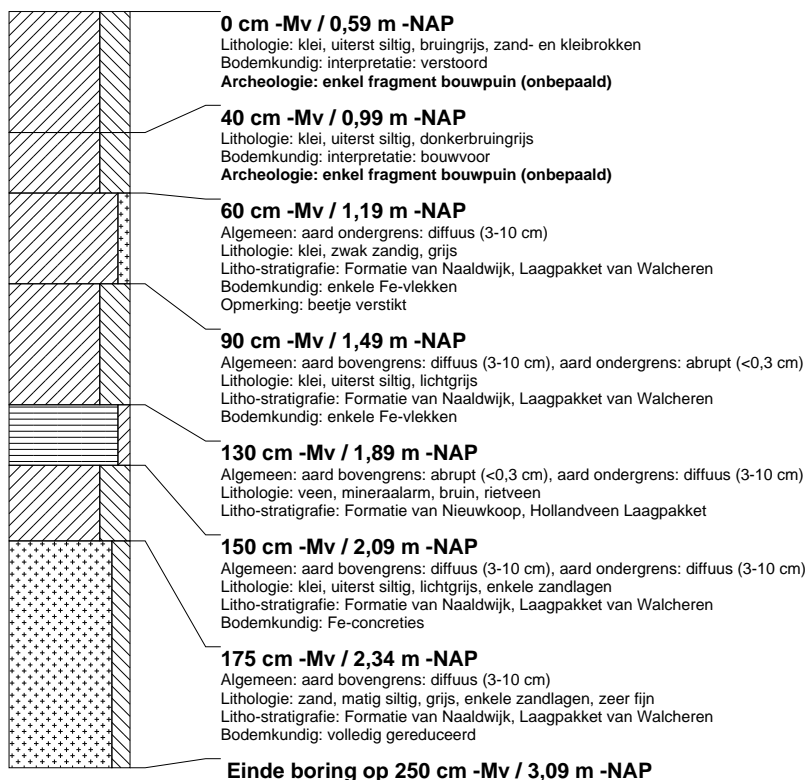 0 cm -Mv / 0,59 m -NAP
Lithologie: klei, uiterst siltig, bruingrijs, zand- en kleibrokken
Bodemkundig: interpretatie: verstoord
Archeologie: enkel fragment bouwpuin (onbepaald)
40 cm -Mv / 0,99 m -NAP
Lithologie: klei, uiterst siltig, donkerbruingrijs
Bodemkundig: interpretatie: bouwvoor
Archeologie: enkel fragment bouwpuin (onbepaald)
60 cm -Mv / 1,19 m -NAP
Algemeen: aard ondergrens: diffuus (3-10 cm)
Lithologie: klei, zwak zandig, grijs
Litho-stratigrafie: Formatie van Naaldwijk, Laagpakket van Walcheren
Bodemkundig: enkele Fe-vlekken
Opmerking: beetje verstikt
90 cm -Mv / 1,49 m -NAP
Algemeen: aard bovengrens: diffuus (3-10 cm), aard ondergrens: abrupt (<0,3 cm)
Lithologie: klei, uiterst siltig, lichtgrijs
Litho-stratigrafie: Formatie van Naaldwijk, Laagpakket van Walcheren
Bodemkundig: enkele Fe-vlekken
130 cm -Mv / 1,89 m -NAP
Algemeen: aard bovengrens: abrupt (<0,3 cm), aard ondergrens: diffuus (3-10 cm)
Lithologie: veen, mineraalarm, bruin, rietveen
Litho-stratigrafie: Formatie van Nieuwkoop, Hollandveen Laagpakket
150 cm -Mv / 2,09 m -NAP
Algemeen: aard bovengrens: diffuus (3-10 cm), aard ondergrens: diffuus (3-10 cm)
Lithologie: klei, uiterst siltig, lichtgrijs, enkele zandlagen
Litho-stratigrafie: Formatie van Naaldwijk, Laagpakket van Walcheren
Bodemkundig: Fe-concreties
175 cm -Mv / 2,34 m -NAP
Algemeen: aard bovengrens: diffuus (3-10 cm)
Lithologie: zand, matig siltig, grijs, enkele zandlagen, zeer fijn
Litho-stratigrafie: Formatie van Naaldwijk, Laagpakket van Walcheren
Bodemkundig: volledig gereduceerd
Einde boring op 250 cm -Mv / 3,09 m -NAP